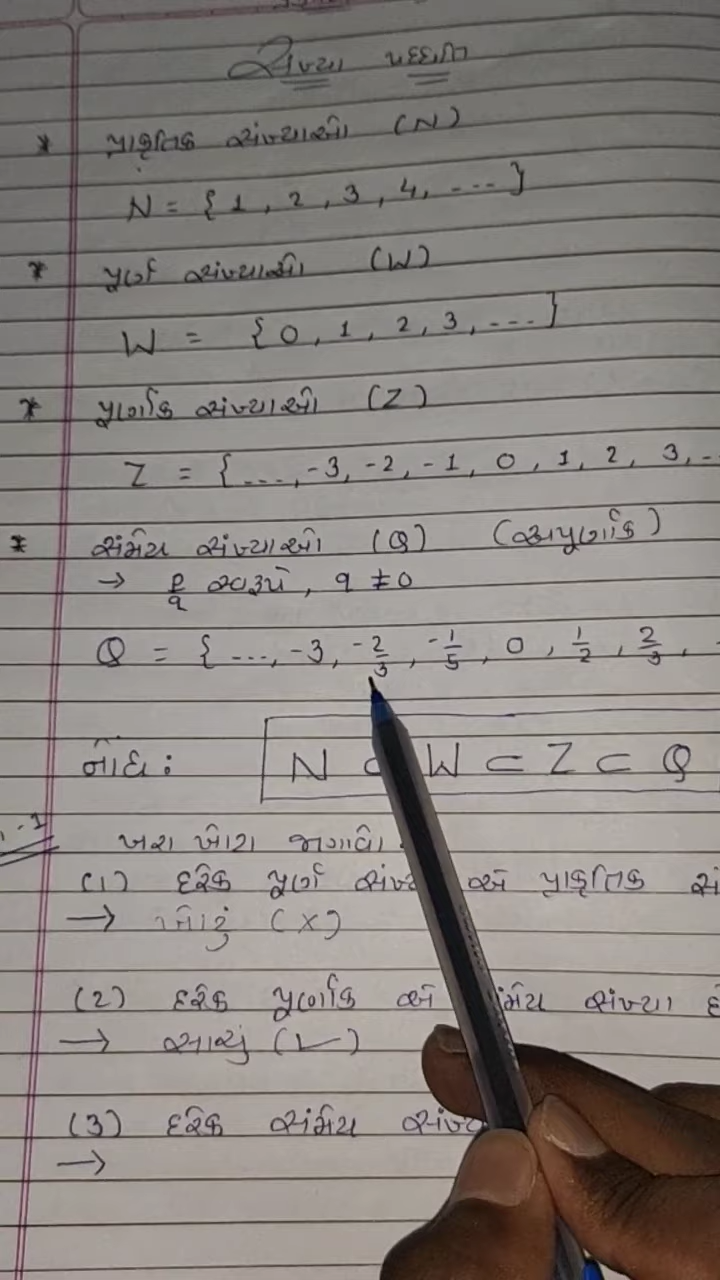 સંખ્યા પદ્ધતિ
* પ્રાકૃતિક સંખ્યાઓ (N)
N = { 1 , 2 , 3 , 4, ... }
* પુર્ણ સંખ્યાઓ (W)
W = { 0 , 1 , 2 , 3 , ... }
* પુર્ણાંક સંખ્યાઓ (Z)
Z = { ..., -3, -2, -1, 0, 1, 2, 3, ..
* સંમેય સંખ્યાઓ (Q) (અપુર્ણાંક)
→ p/q સ્વરૂપે, q ≠ 0
Q = { ..., -3, -2/3, -1/5, 0, 1/2, 2/3,
નોંધ: N ⊂ W ⊂ Z ⊂ Q
-1 ખરા ખોટા જણાવો
(1) દરેક પુર્ણ એ પ્રાકૃતિક
→ ખોટું (×)
(2) દરેક પુર્ણાંક એ સંખ્યા
→ સાચું (✓)
(3) દરેક સંમેય
→